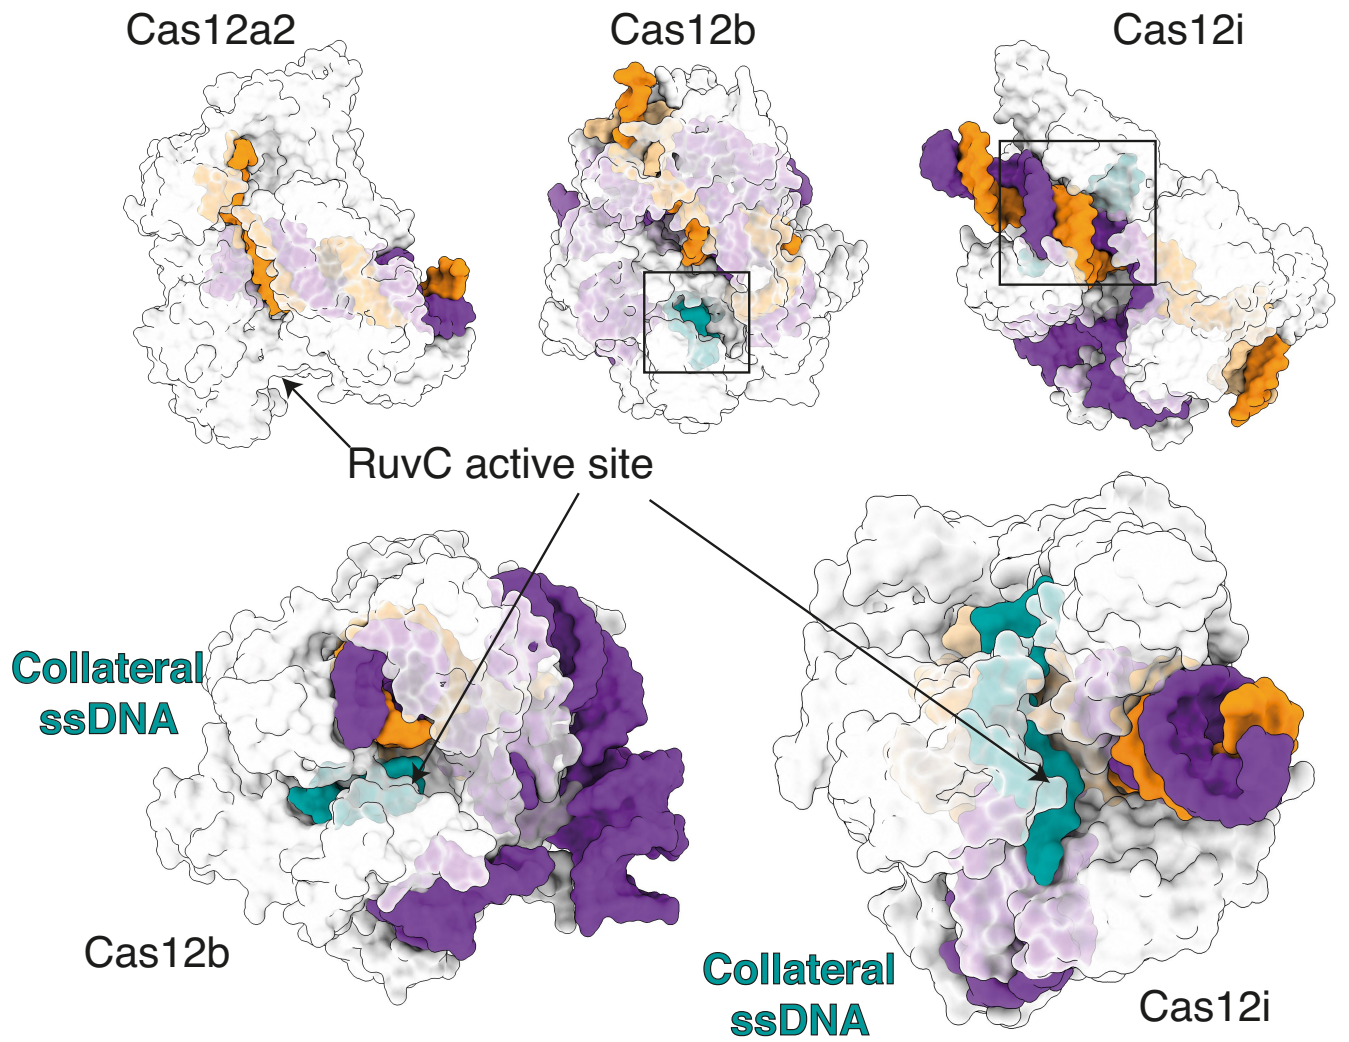 Cas12a2
Cas12b
Cas12i
RuvC active site
Collateral
ssDNA
Cas12b
Collateral
ssDNA
Cas12i